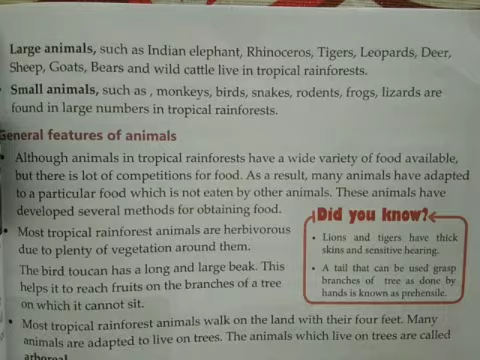 Large animals, such as Indian elephant, Rhinoceros, Tigers, Leopards, Deer,
Sheep, Goats, Bears and wild cattle live in tropical rainforests.
• Small animals, such as , monkeys, birds, snakes, rodents, frogs, lizards are
found in large numbers in tropical rainforests.
General features of animals
• Although animals in tropical rainforests have a wide variety of food available,
but there is lot of competitions for food. As a result, many animals have adapted
to a particular food which is not eaten by other animals. These animals have
developed several methods for obtaining food.
• Most tropical rainforest animals are herbivorous
due to plenty of vegetation around them.
The bird toucan has a long and large beak. This
helps it to reach fruits on the branches of a tree
on which it cannot sit.
Did you know?
• Lions and tigers have thick
skins and sensitive hearing.
• A tail that can be used grasp
branches of tree as done by
hands is known as prehensile.
• Most tropical rainforest animals walk on the land with their four feet. Many
animals are adapted to live on trees. The animals which live on trees are called
arboreal